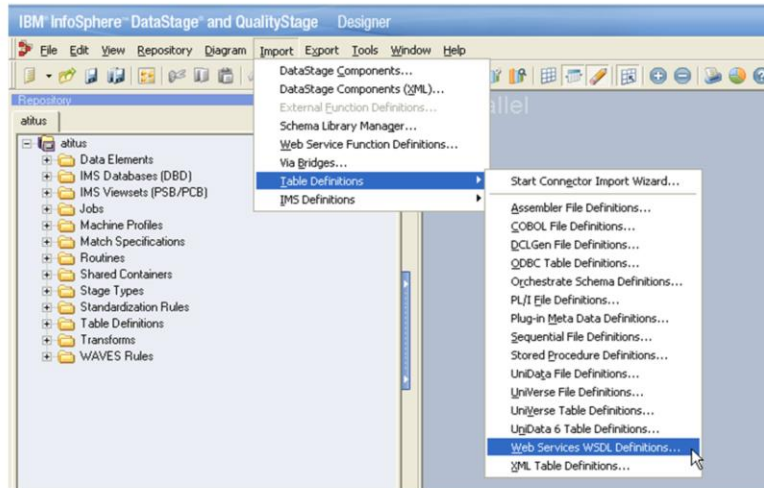 IBM® InfoSphere™ DataStage® and QualityStage Designer
File Edit View Repository Diagram Import Export Tools Window Help
Repository
atitus
atitus
Data Elements
IMS Databases (DBD)
IMS Viewsets (PSB/PCB)
Jobs
Machine Profiles
Match Specifications
Routines
Shared Containers
Stage Types
Standardization Rules
Table Definitions
Transforms
WAVES Rules
DataStage Components...
DataStage Components (XML)...
External Function Definitions...
Schema Library Manager...
Web Service Function Definitions...
Via Bridges...
Table Definitions
IMS Definitions
Start Connector Import Wizard...
Assembler File Definitions...
COBOL File Definitions...
DCLGen File Definitions...
ODBC Table Definitions...
Orchestrate Schema Definitions...
PL/I File Definitions...
Plug-in Meta Data Definitions...
Sequential File Definitions...
Stored Procedure Definitions...
UniData File Definitions...
UniVerse File Definitions...
UniVerse Table Definitions...
UniData 6 Table Definitions...
Web Services WSDL Definitions...
XML Table Definitions...